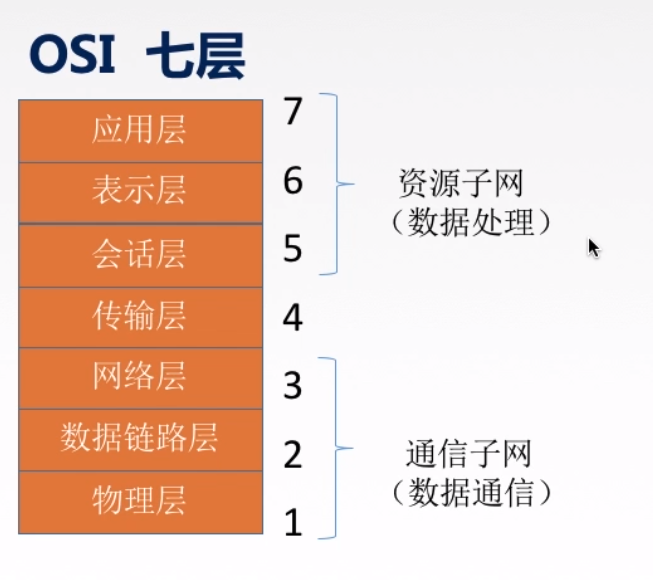 OSI 七层
应用层 7
表示层 6
会话层 5
资源子网
（数据处理）
传输层 4
网络层 3
数据链路层 2
物理层 1
通信子网
（数据通信）